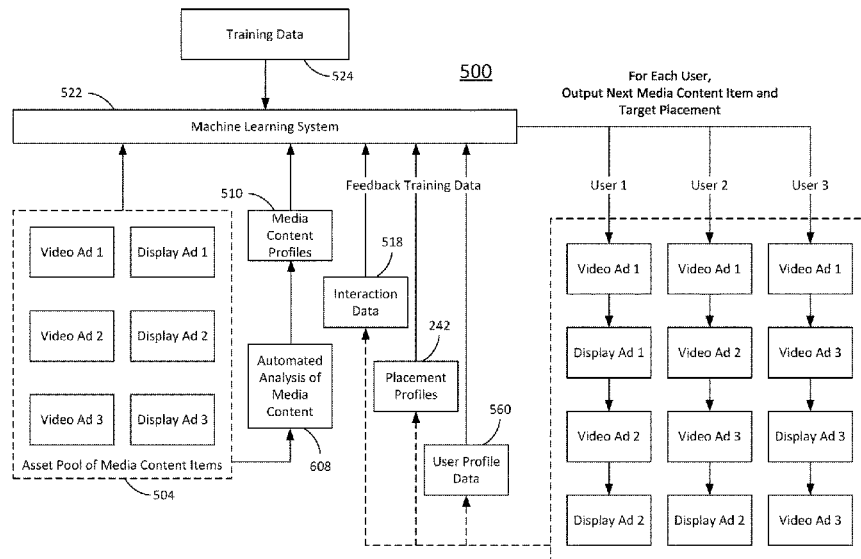 Training Data
524
500
For Each User,
Output Next Media Content Item and
Target Placement
522
Machine Learning System
Feedback Training Data
User 1
User 2
User 3
510
Media
Content
Profiles
518
Interaction
Data
242
Placement
Profiles
560
User Profile
Data
Automated
Analysis of
Media
Content
608
Video Ad 1
Display Ad 1
Video Ad 2
Display Ad 2
Video Ad 3
Display Ad 3
Asset Pool of Media Content Items
504
Video Ad 1
Video Ad 1
Video Ad 1
Display Ad 1
Video Ad 2
Video Ad 3
Video Ad 2
Video Ad 3
Display Ad 3
Display Ad 2
Display Ad 2
Video Ad 3